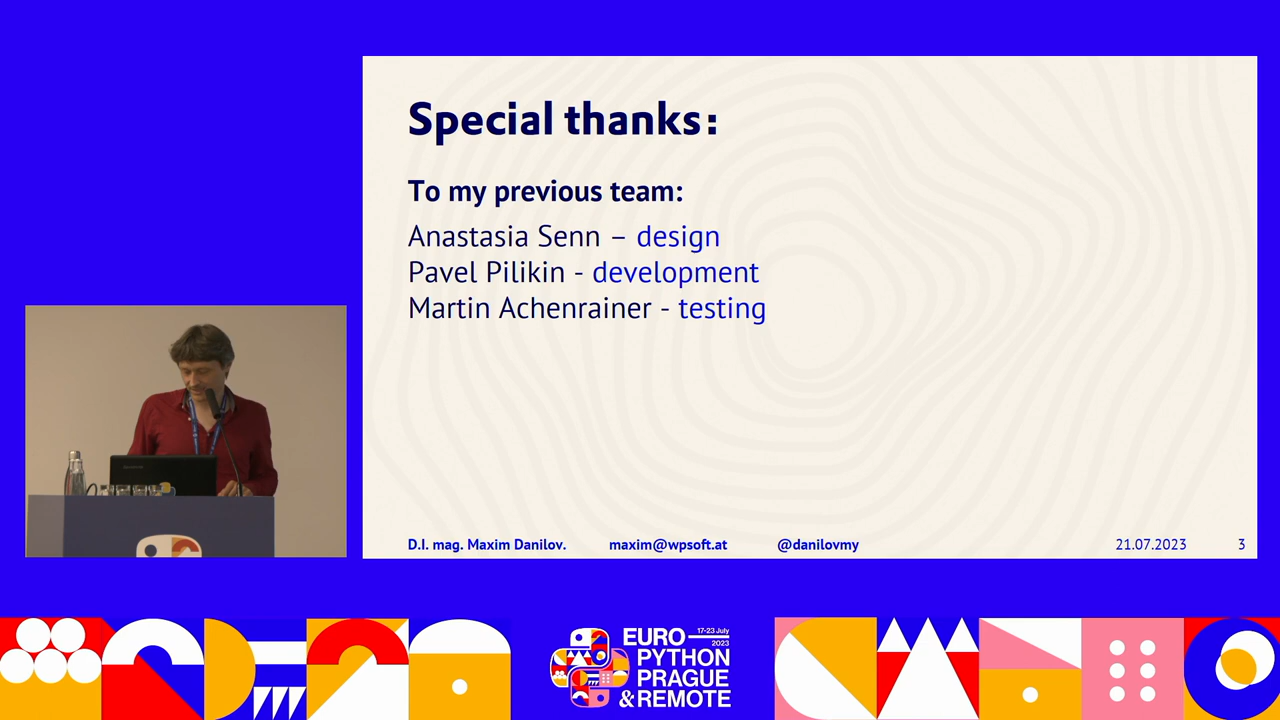 Special thanks:
To my previous team:
Anastasia Senn – design
Pavel Pilikin - development
Martin Achenrainer - testing
D.I. mag. Maxim Danilov. maxim@wpsoft.at @danilovmy 21.07.2023 3
EURO 17-23 July 2023
PYTHON
PRAGUE
& REMOTE